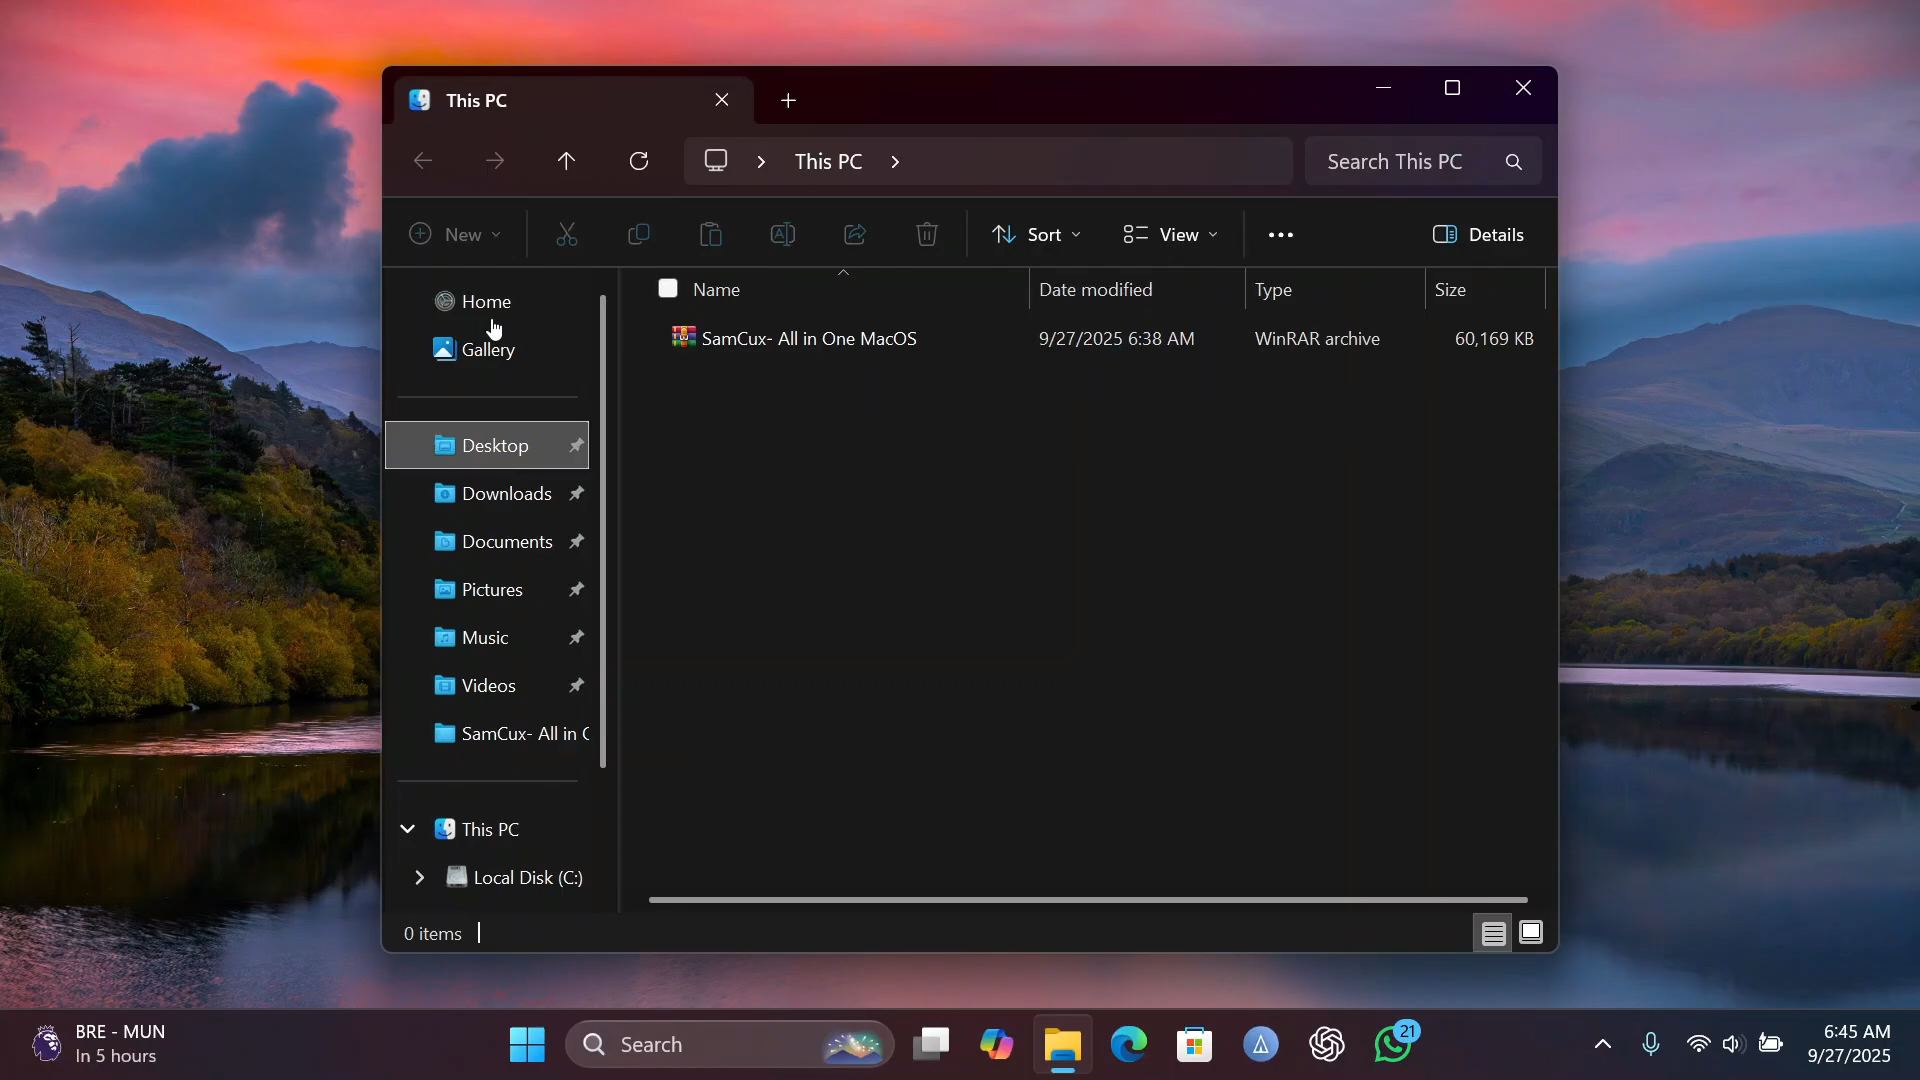 This PC
This PC
Search This PC
New
Sort
View
Details
Home
Gallery
Desktop
Downloads
Documents
Pictures
Music
Videos
SamCux- All in
This PC
Local Disk (C:)
Name
Date modified
Type
Size
SamCux- All in One MacOS
9/27/2025 6:38 AM
WinRAR archive
60,169 KB
0 items
BRE - MUN
In 5 hours
Search
21
6:45 AM
9/27/2025